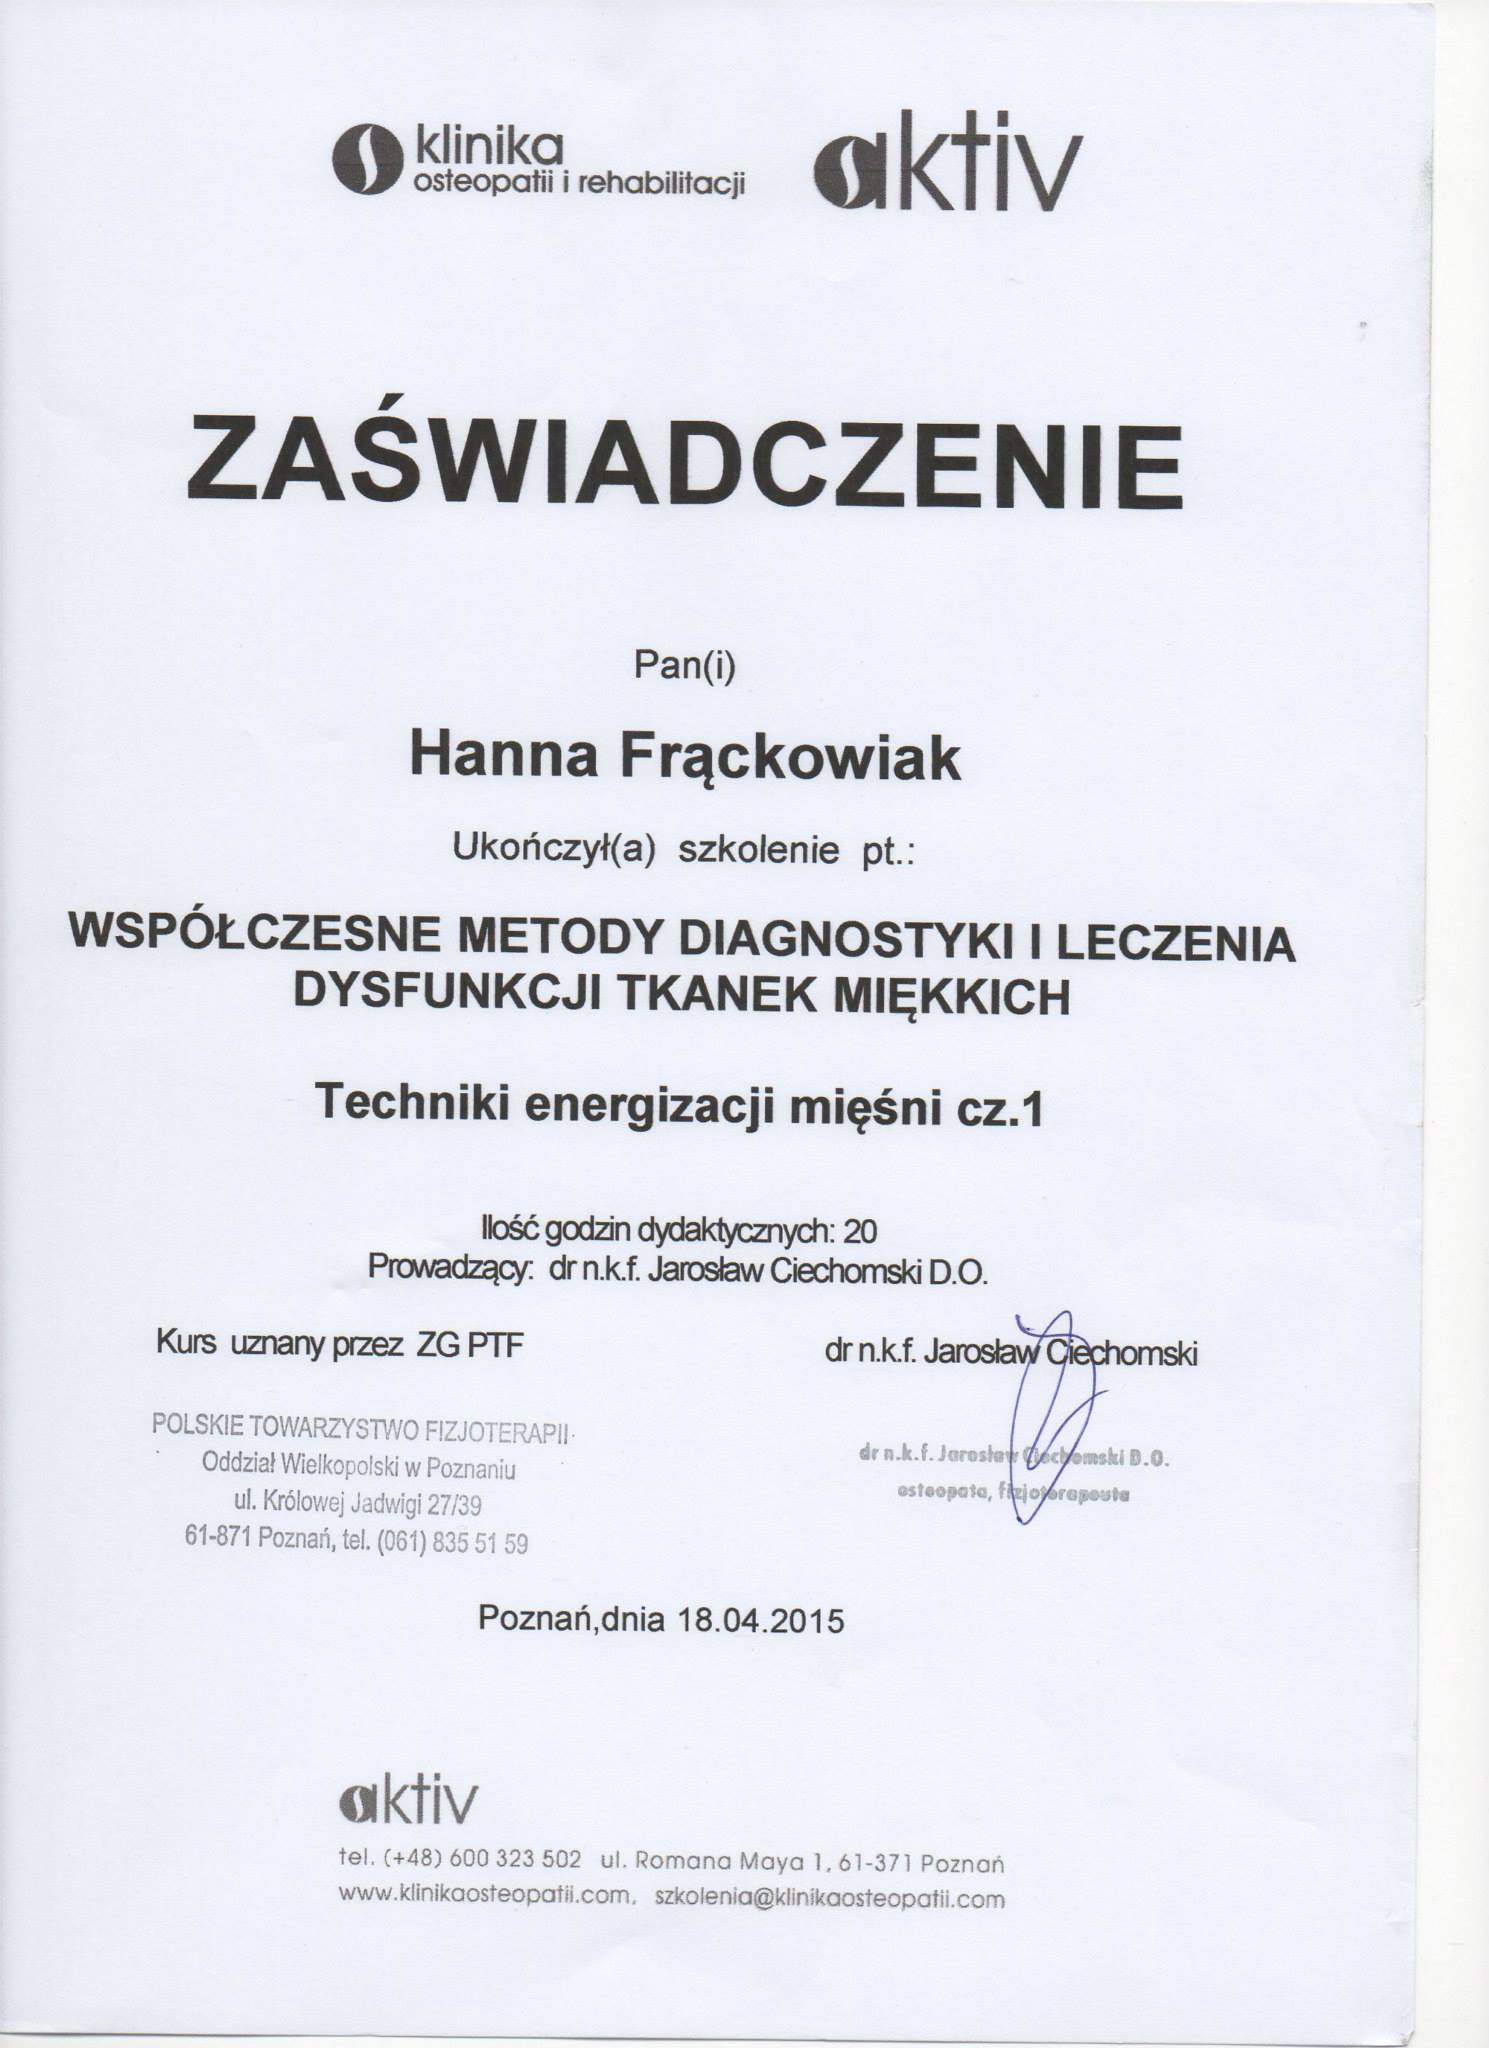 klinika
osteopatii i rehabilitacji
aktiv
ZAŚWIADCZENIE
Pan(i)
Hanna Frąckowiak
Ukończył(a) szkolenie pt.:
WSPÓŁCZESNE METODY DIAGNOSTYKI I LECZENIA
DYSFUNKCJI TKANEK MIĘKKICH
Techniki energizacji mięśni cz.1
Ilość godzin dydaktycznych: 20
Prowadzący: dr n.k.f. Jarosław Ciechomski D.O.
Kurs uznany przez ZG PTF
dr n.k.f. Jarosław Ciechomski
POLSKIE TOWARZYSTWO FIZJOTERAPII
Oddział Wielkopolski w Poznaniu
ul. Królowej Jadwigi 27/39
61-871 Poznań, tel. (061) 835 51 59
dr n.k.f. Jarosław Ciechomski D.O.
osteopata, fizjoterapeuta
Poznań,dnia 18.04.2015
aktiv
tel. (+48) 600 323 502 ul. Romana Maya 1, 61-371 Poznań
www.klinikaosteopatii.com, szkolenia@klinikaosteopatii.com